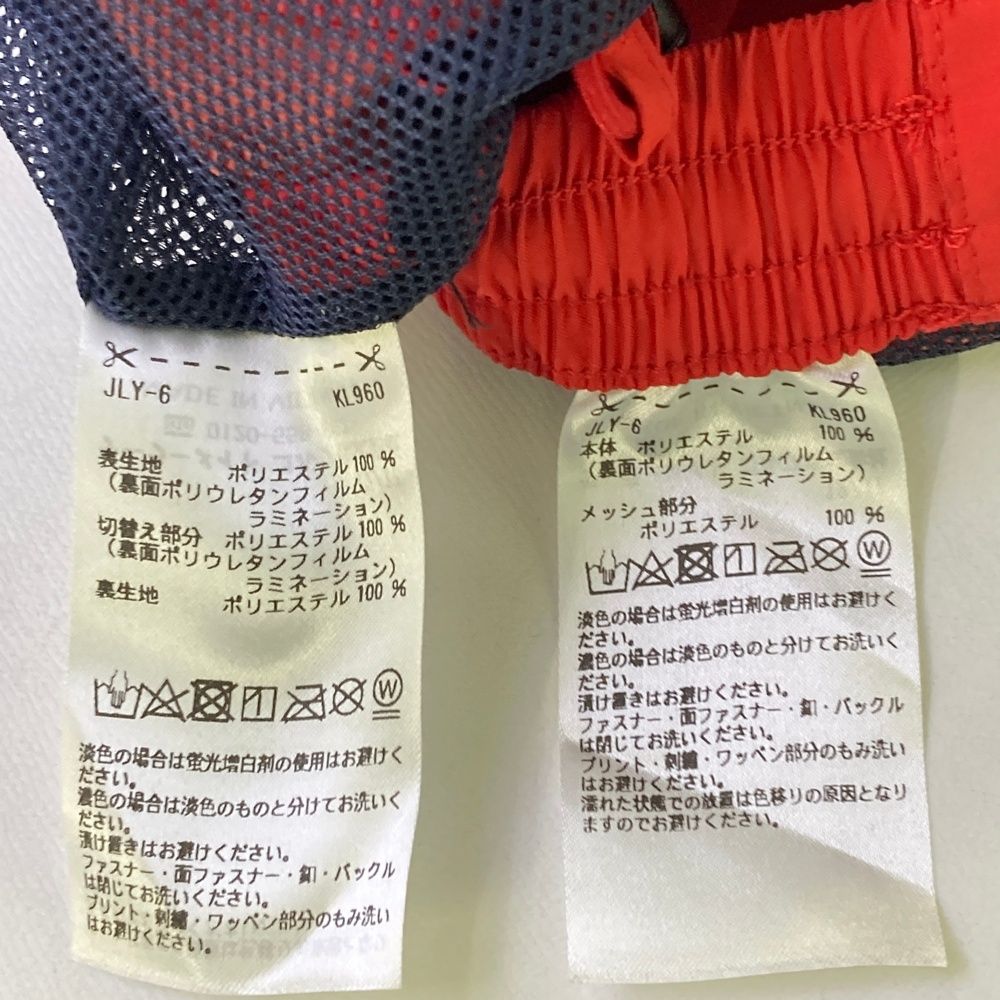 JLY-6 KL960
表生地 ポリエステル 100 %
(裏面ポリウレタンフィルム
ラミネーション)
切替え部分 ポリエステル 100 %
(裏面ポリウレタンフィルム
ラミネーション)
裏生地 ポリエステル 100 %
W
淡色の場合は蛍光増白剤の使用はお避けく
ださい。
濃色の場合は淡色のものと分けてお洗いく
ださい。
漬け置きはお避けください。
ファスナー・面ファスナー・釦・バックル
は閉じてお洗いください。
プリント・刺繍・ワッペン部分のもみ洗い
はお避けください。
JLY-6 KL960
本体 ポリエステル 100 %
(裏面ポリウレタンフィルム
ラミネーション)
メッシュ部分
ポリエステル 100 %
W
淡色の場合は蛍光増白剤の使用はお避けく
ださい。
濃色の場合は淡色のものと分けてお洗いく
ださい。
漬け置きはお避けください。
ファスナー・面ファスナー・釦・バックル
は閉じてお洗いください。
プリント・刺繍・ワッペン部分のもみ洗い
はお避けください。
濡れた状態での放置は色移りの原因となり
ますのでお避けください。